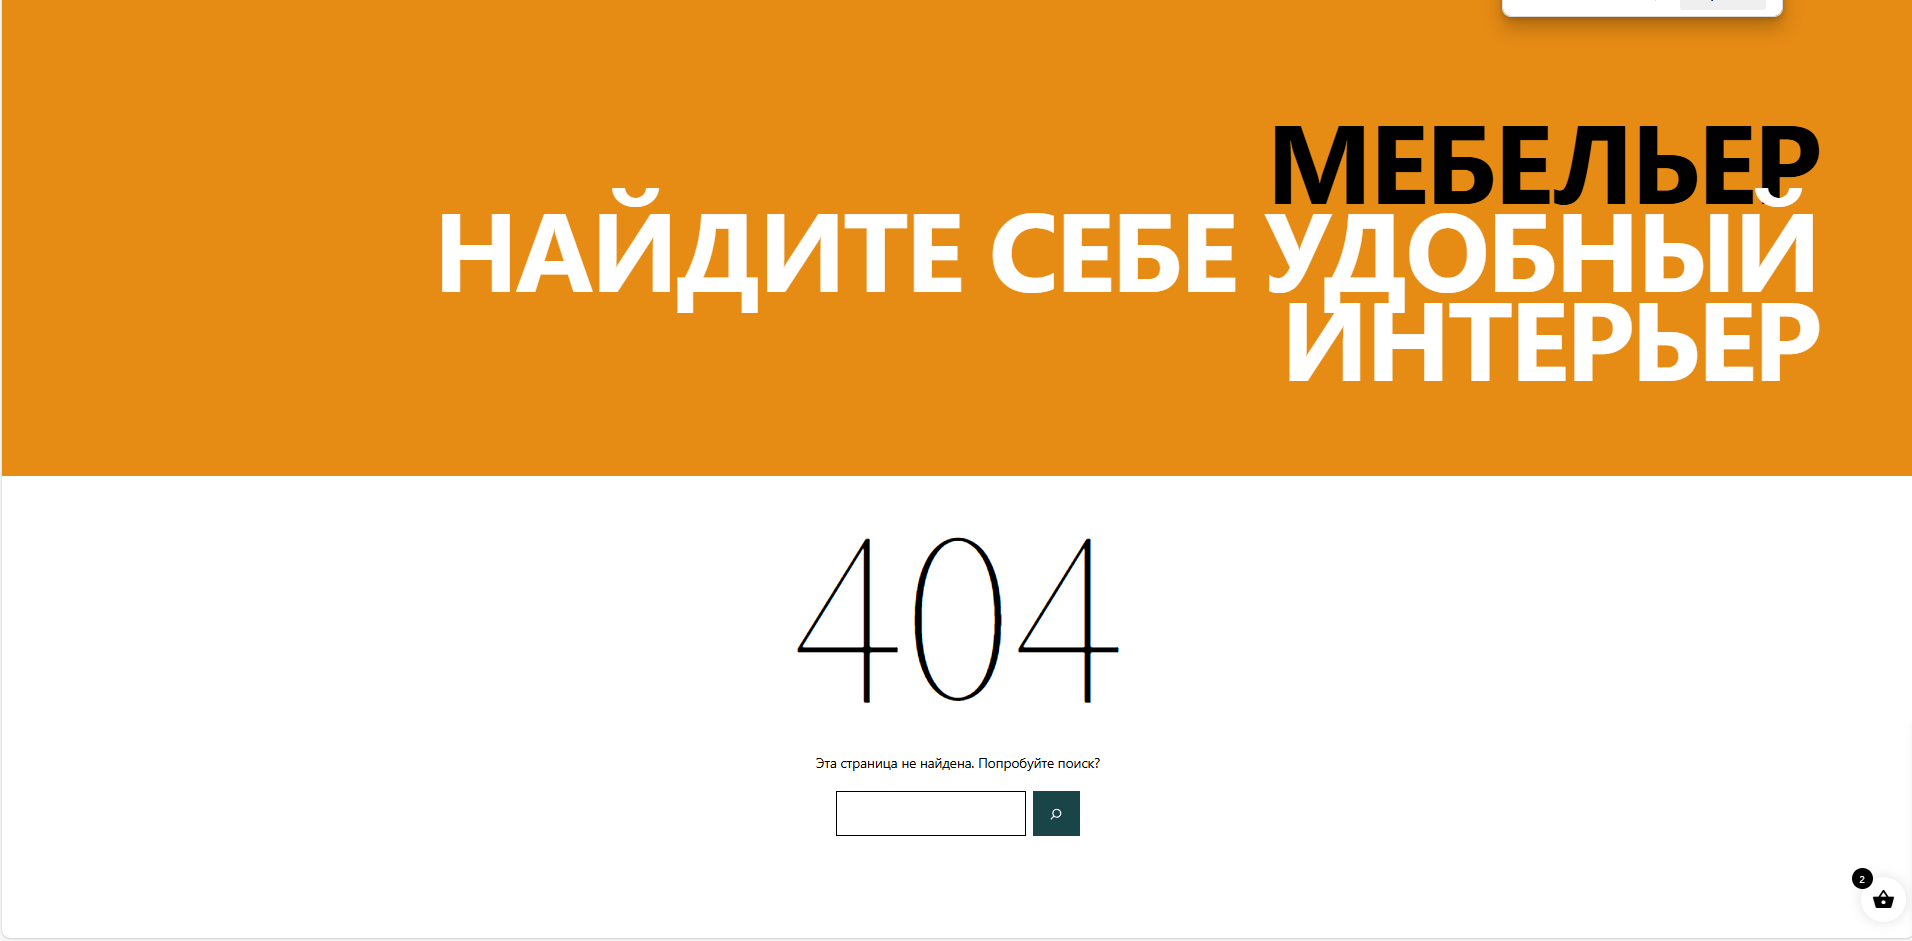 МЕБЕЛЬЕР
НАЙДИТЕ СЕБЕ УДОБНЫЙ
ИНТЕРЬЕР
404
Эта страница не найдена. Попробуйте поиск?
2